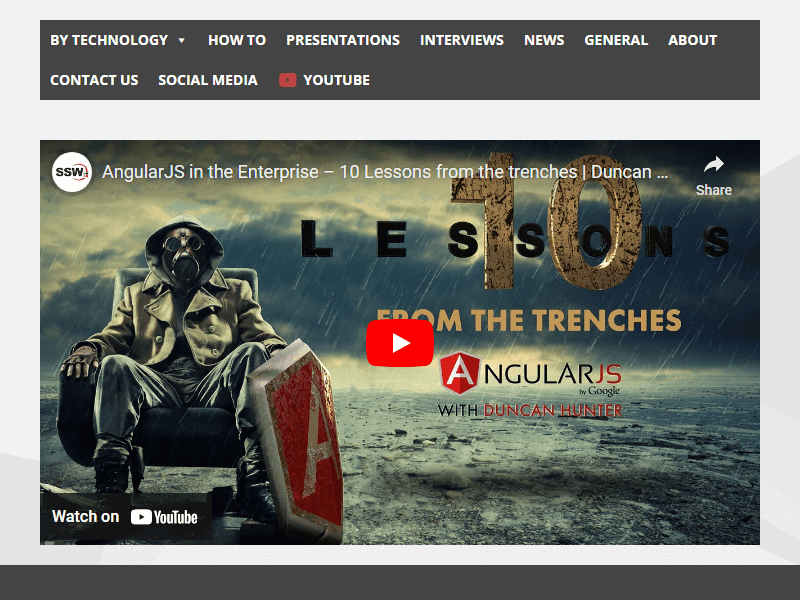 BY TECHNOLOGY HOW TO PRESENTATIONS INTERVIEWS NEWS GENERAL ABOUT
CONTACT US SOCIAL MEDIA YOUTUBE
SSW AngularJS in the Enterprise – 10 Lessons from the trenches | Duncan …
Share
10
LESSONS
FROM THE TRENCHES
ANGULARJS
by Google
WITH DUNCAN HUNTER
A
Watch on YouTube